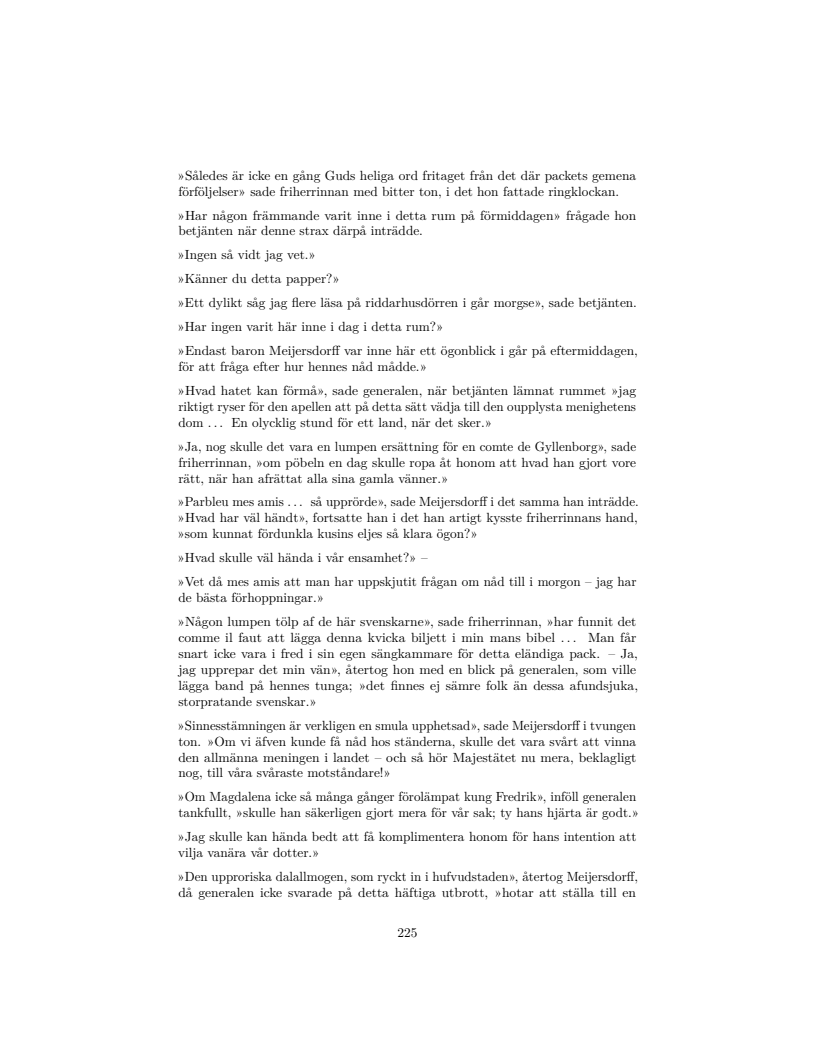 »Således är icke en gång Guds heliga ord fritaget från det där packets gemena
förföljelser» sade friherrinnan med bitter ton, i det hon fattade ringklockan.
»Har någon främmande varit inne i detta rum på förmiddagen» frågade hon
betjänten när denne strax därpå inträdde.
»Ingen så vidt jag vet.»
»Känner du detta papper?»
»Ett dylikt såg jag flere läsa på riddarhusdörren i går morgse», sade betjänten.
»Har ingen varit här inne i dag i detta rum?»
»Endast baron Meijersdorff var inne här ett ögonblick i går på eftermiddagen,
för att fråga efter hur hennes nåd mådde.»
»Hvad hatet kan förmå», sade generalen, när betjänten lämnat rummet »jag
riktigt ryser för den apellen att på detta sätt vädja till den oupplysta menighetens
dom ... En olycklig stund för ett land, när det sker.»
»Ja, nog skulle det vara en lumpen ersättning för en comte de Gyllenborg», sade
friherrinnan, »om pöbeln en dag skulle ropa åt honom att hvad han gjort vore
rätt, när han afrättat alla sina gamla vänner.»
»Parbleu mes amis ... så upprörde», sade Meijersdorff i det samma han inträdde.
»Hvad har väl händt», fortsatte han i det han artigt kysste friherrinnans hand,
»som kunnat fördunkla kusins eljes så klara ögon?»
»Hvad skulle väl hända i vår ensamhet?» –
»Vet då mes amis att man har uppskjutit frågan om nåd till i morgon – jag har
de bästa förhoppningar.»
»Någon lumpen tölp af de här svenskarne», sade friherrinnan, »har funnit det
comme il faut att lägga denna kvicka biljett i min mans bibel ... Man får
snart icke vara i fred i sin egen sängkammare för detta eländiga pack. – Ja,
jag upprepar det min vän», återtog hon med en blick på generalen, som ville
lägga band på hennes tunga; »det finnes ej sämre folk än dessa afundsjuka,
storpratande svenskar.»
»Sinnesstämningen är verkligen en smula upphetsad», sade Meijersdorff i tvungen
ton. »Om vi äfven kunde få nåd hos ständerna, skulle det vara svårt att vinna
den allmänna meningen i landet – och så hör Majestätet nu mera, beklagligt
nog, till våra svåraste motståndare!»
»Om Magdalena icke så många gånger förolämpat kung Fredrik», inföll generalen
tankfullt, »skulle han säkerligen gjort mera för vår sak; ty hans hjärta är godt.»
»Jag skulle kan hända bedt att få komplimentera honom för hans intention att
vilja vanära vår dotter.»
»Den upproriska dalallmogen, som ryckt in i hufvudstaden», återtog Meijersdorff,
då generalen icke svarade på detta häftiga utbrott, »hotar att ställa till en
225